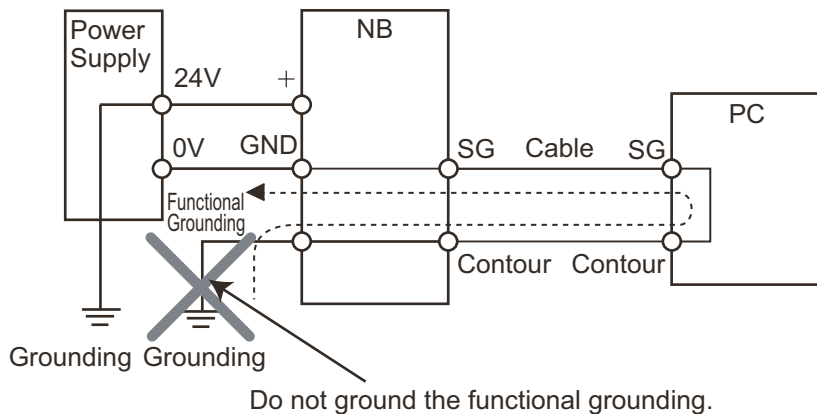 Power
Supply
NB
24V
+
PC
0V
GND
SG
Cable
SG
Functional
Grounding
Contour
Contour
Grounding
Grounding
Do not ground the functional grounding.